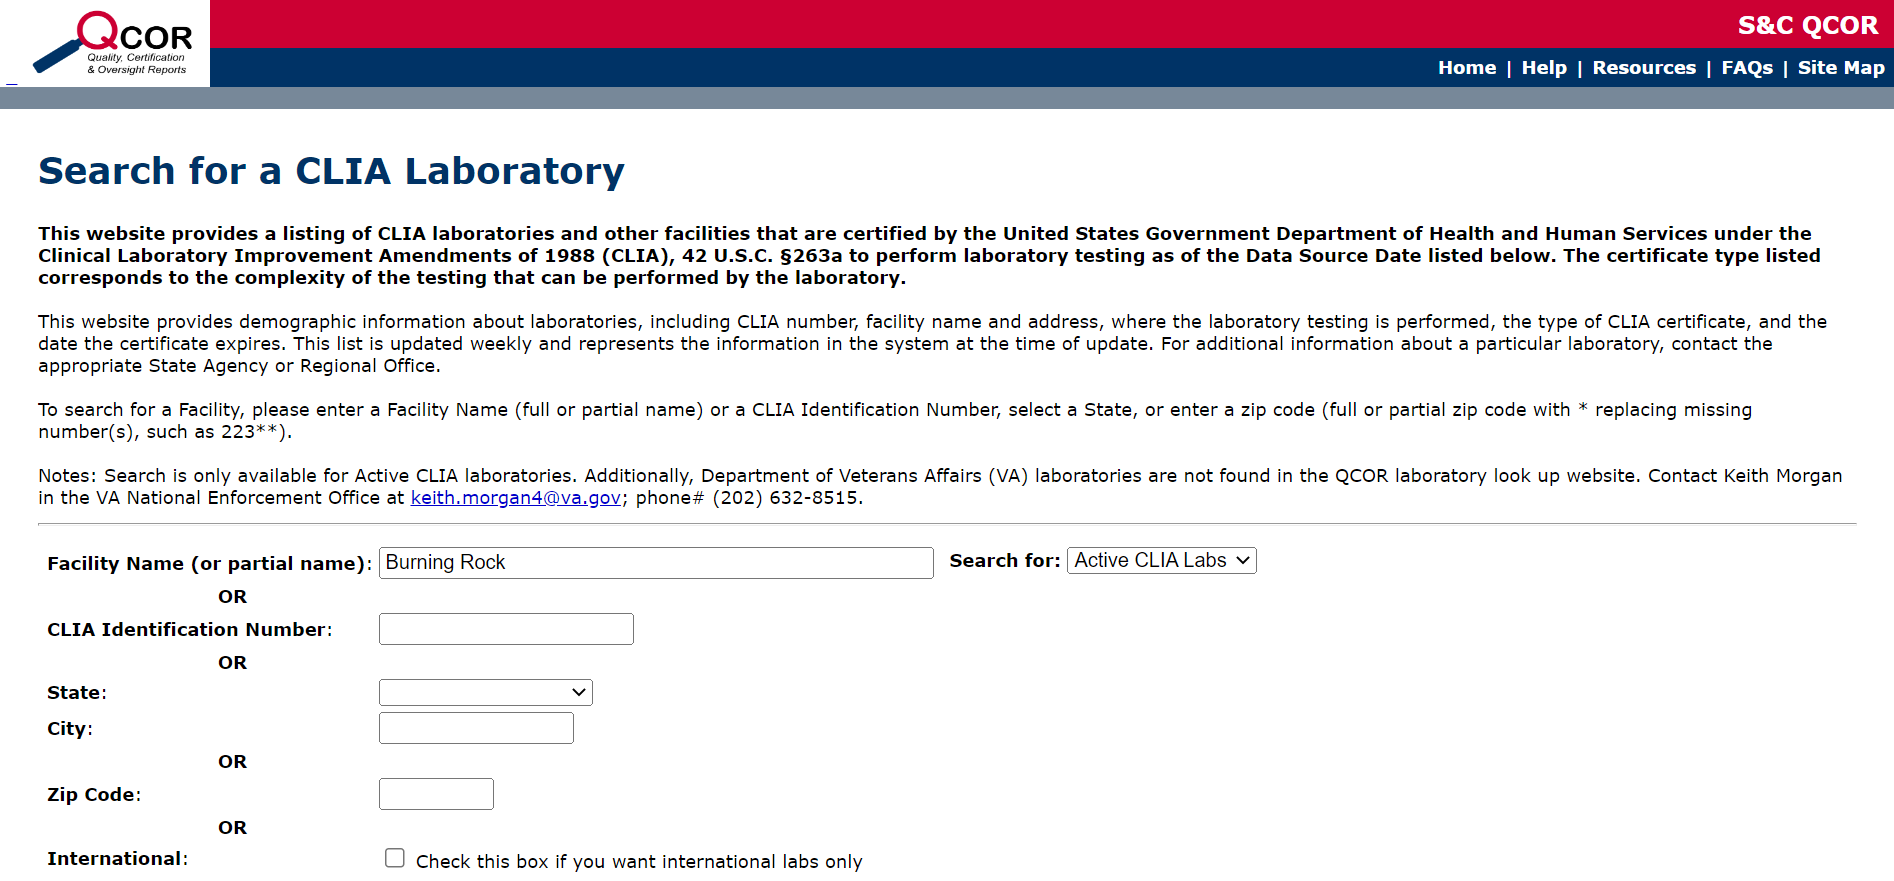 QCOR
Quality, Certification
& Oversight Reports
S&C QCOR
Home | Help | Resources | FAQs | Site Map
Search for a CLIA Laboratory
This website provides a listing of CLIA laboratories and other facilities that are certified by the United States Government Department of Health and Human Services under the
Clinical Laboratory Improvement Amendments of 1988 (CLIA), 42 U.S.C. §263a to perform laboratory testing as of the Data Source Date listed below. The certificate type listed
corresponds to the complexity of the testing that can be performed by the laboratory.
This website provides demographic information about laboratories, including CLIA number, facility name and address, where the laboratory testing is performed, the type of CLIA certificate, and the
date the certificate expires. This list is updated weekly and represents the information in the system at the time of update. For additional information about a particular laboratory, contact the
appropriate State Agency or Regional Office.
To search for a Facility, please enter a Facility Name (full or partial name) or a CLIA Identification Number, select a State, or enter a zip code (full or partial zip code with * replacing missing
number(s), such as 223**).
Notes: Search is only available for Active CLIA laboratories. Additionally, Department of Veterans Affairs (VA) laboratories are not found in the QCOR laboratory look up website. Contact Keith Morgan
in the VA National Enforcement Office at keith.morgan4@va.gov; phone# (202) 632-8515.
Facility Name (or partial name): Burning Rock Search for: Active CLIA Labs
OR
CLIA Identification Number:
OR
State:
City:
OR
Zip Code:
OR
International: Check this box if you want international labs only